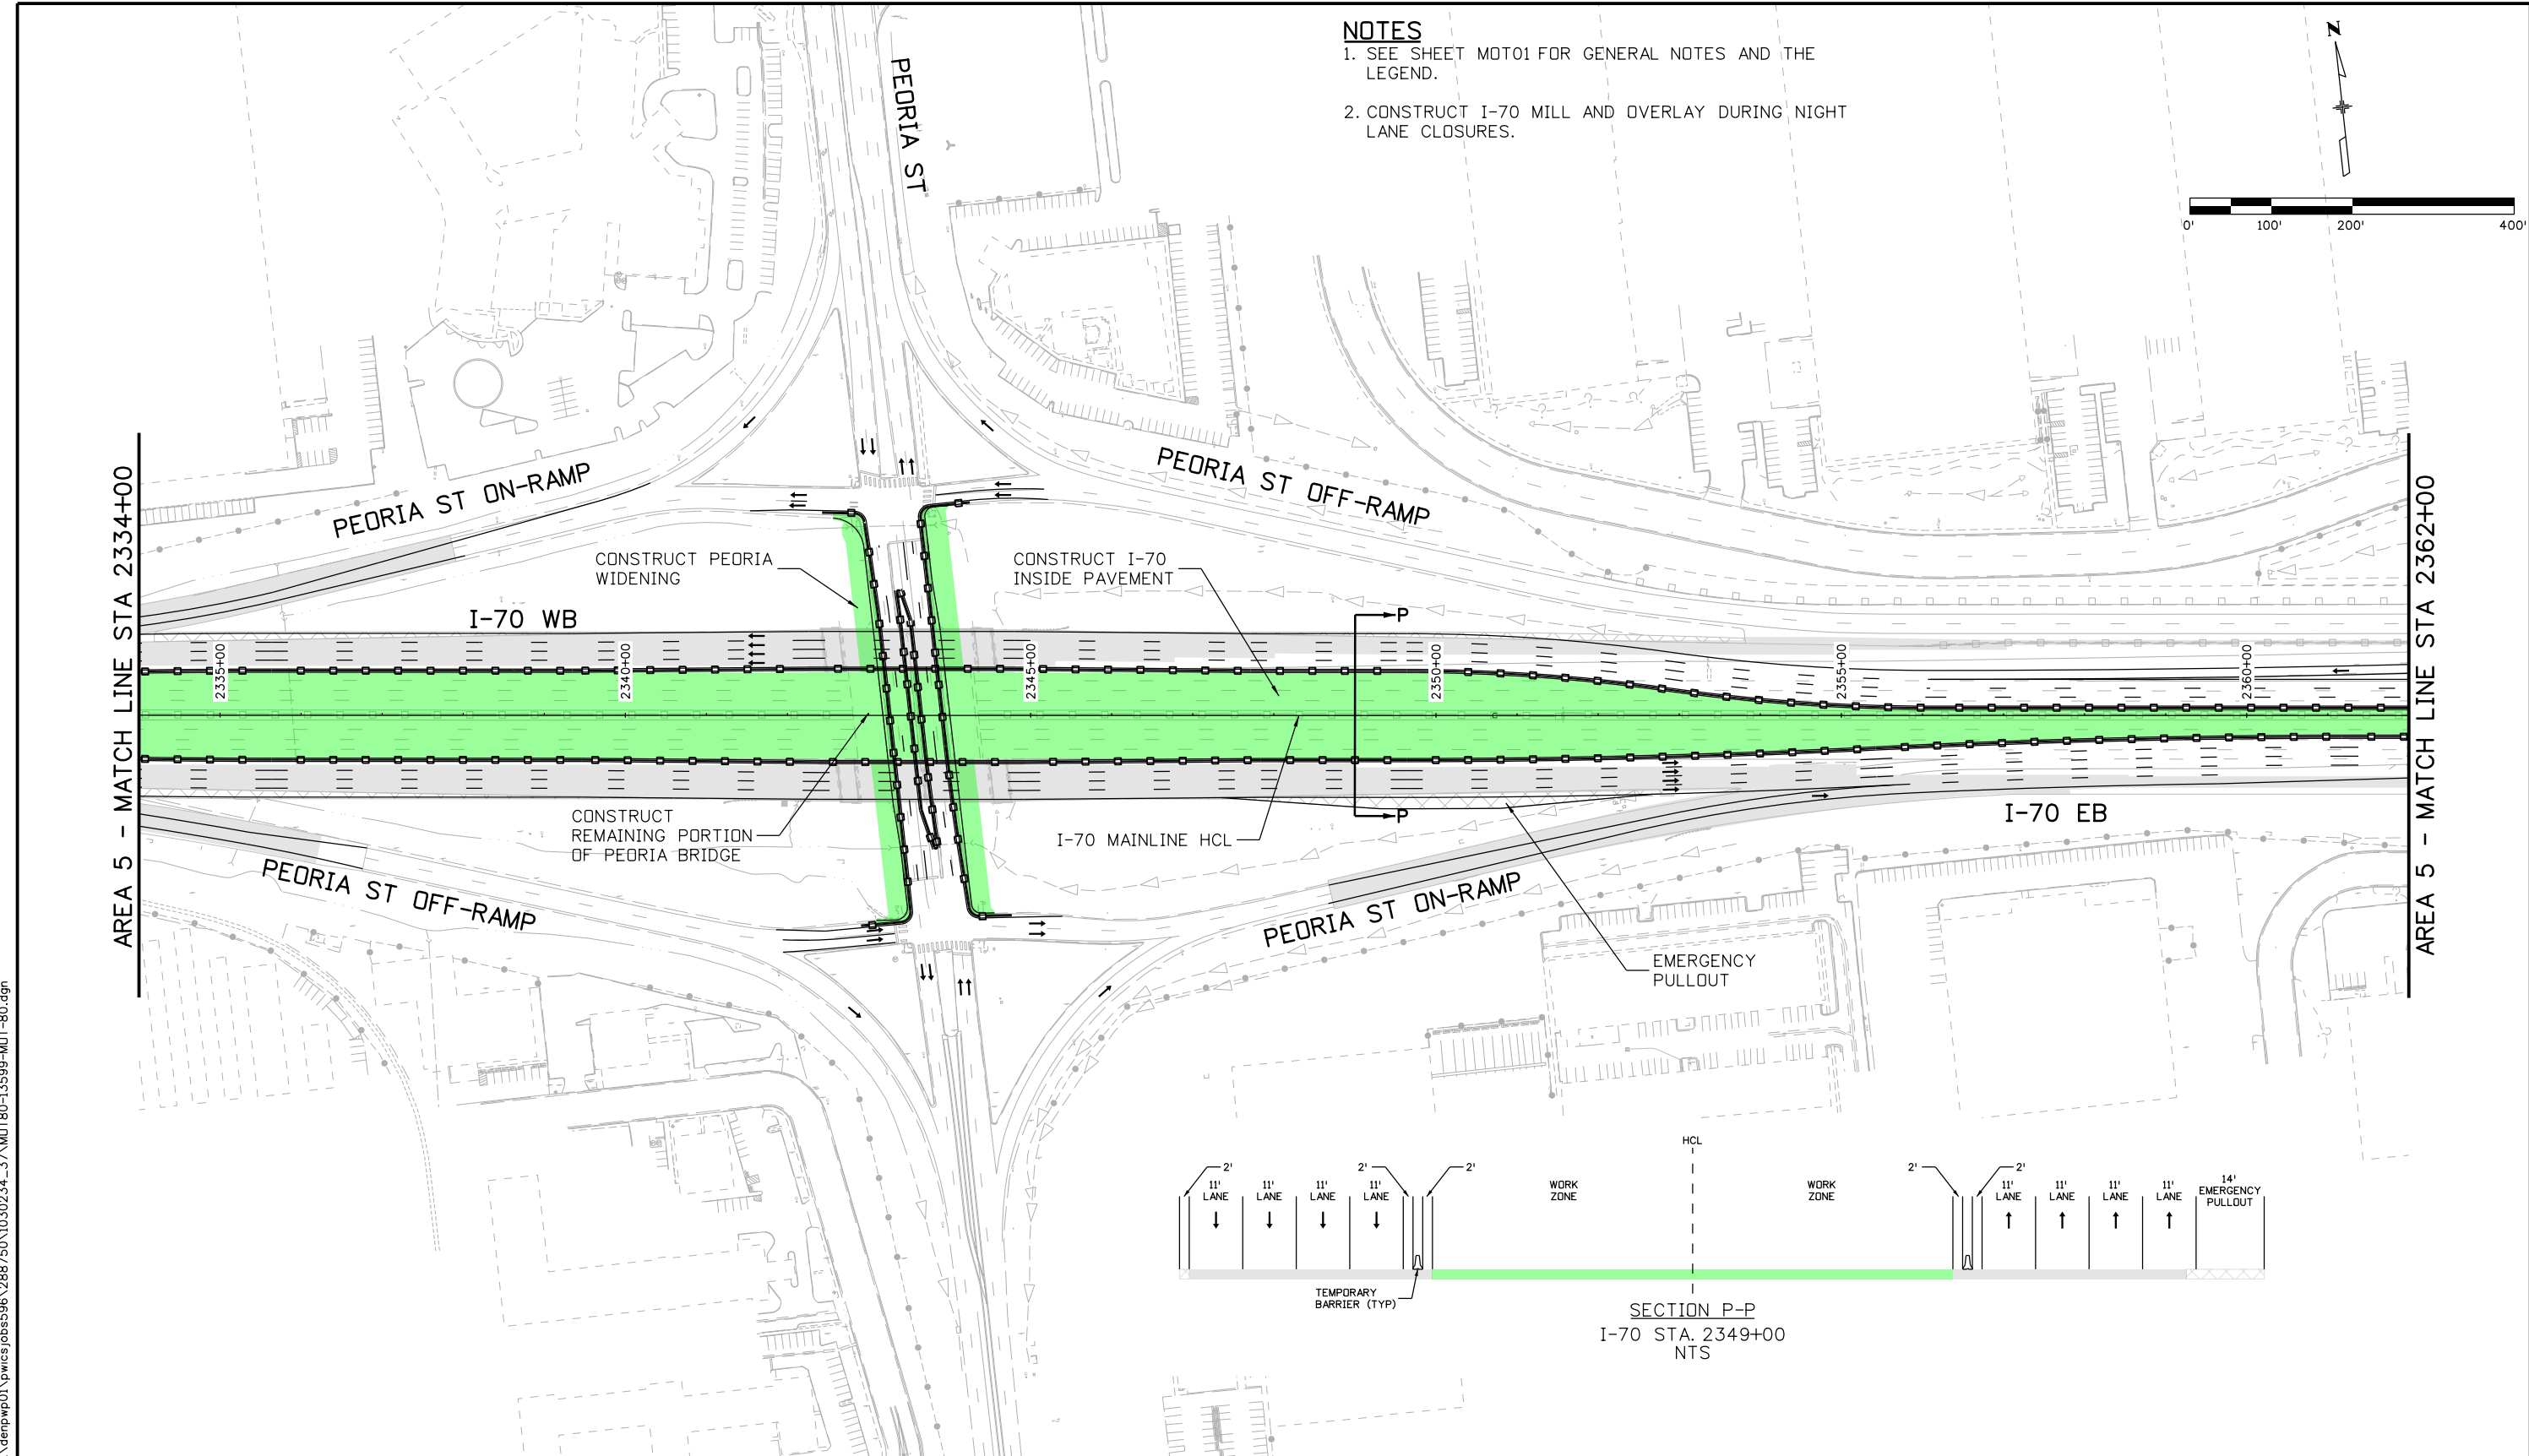 NOTES
1. SEE SHEET MOT01 FOR GENERAL NOTES AND THE
LEGEND.
2. CONSTRUCT I-70 MILL AND OVERLAY DURING NIGHT
LANE CLOSURES.
N
0'
100'
200'
400'
PEORIA ST
PEORIA ST ON-RAMP
PEORIA ST OFF-RAMP
AREA 5 - MATCH LINE STA 2334+00
AREA 5 - MATCH LINE STA 2362+00
CONSTRUCT PEORIA
WIDENING
CONSTRUCT I-70
INSIDE PAVEMENT
I-70 WB
P
2335+00
2340+00
2345+00
2350+00
2355+00
2360+00
CONSTRUCT
REMAINING PORTION
OF PEORIA BRIDGE
I-70 MAINLINE HCL
P
I-70 EB
PEORIA ST OFF-RAMP
PEORIA ST ON-RAMP
EMERGENCY
PULLOUT
HCL
2'
2'
2'
2'
2'
11'
LANE
11'
LANE
11'
LANE
11'
LANE
WORK
ZONE
WORK
ZONE
11'
LANE
11'
LANE
11'
LANE
11'
LANE
14'
EMERGENCY
PULLOUT
TEMPORARY
BARRIER (TYP)
SECTION P-P
I-70 STA. 2349+00
NTS